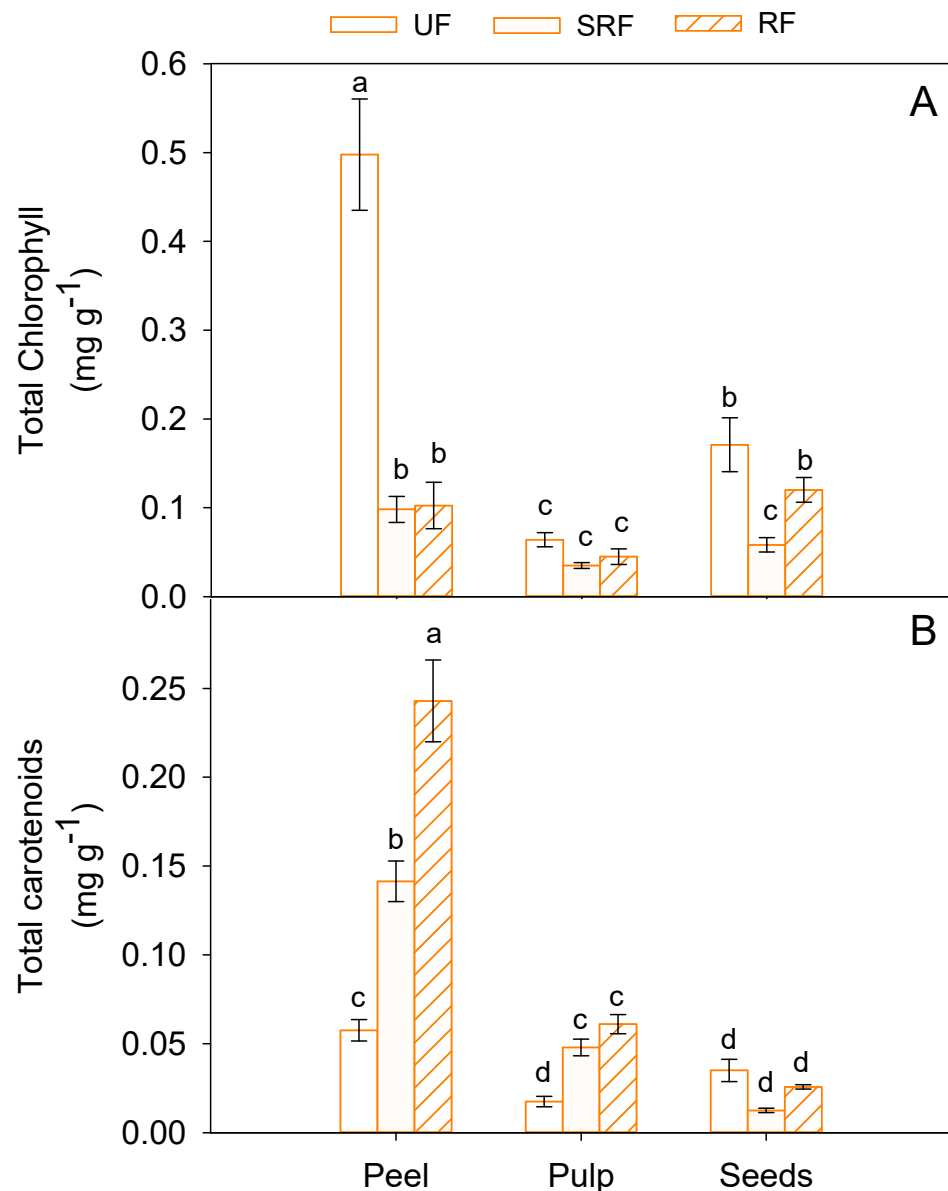 UF SRF RF
A
Total Chlorophyll
(mg g⁻¹)
0.6
0.5
0.4
0.3
0.2
0.1
0.0
a
b b
c c c
b c b
B
Total carotenoids
(mg g⁻¹)
0.25
0.20
0.15
0.10
0.05
0.00
c b a
d c c
d d d
Peel Pulp Seeds